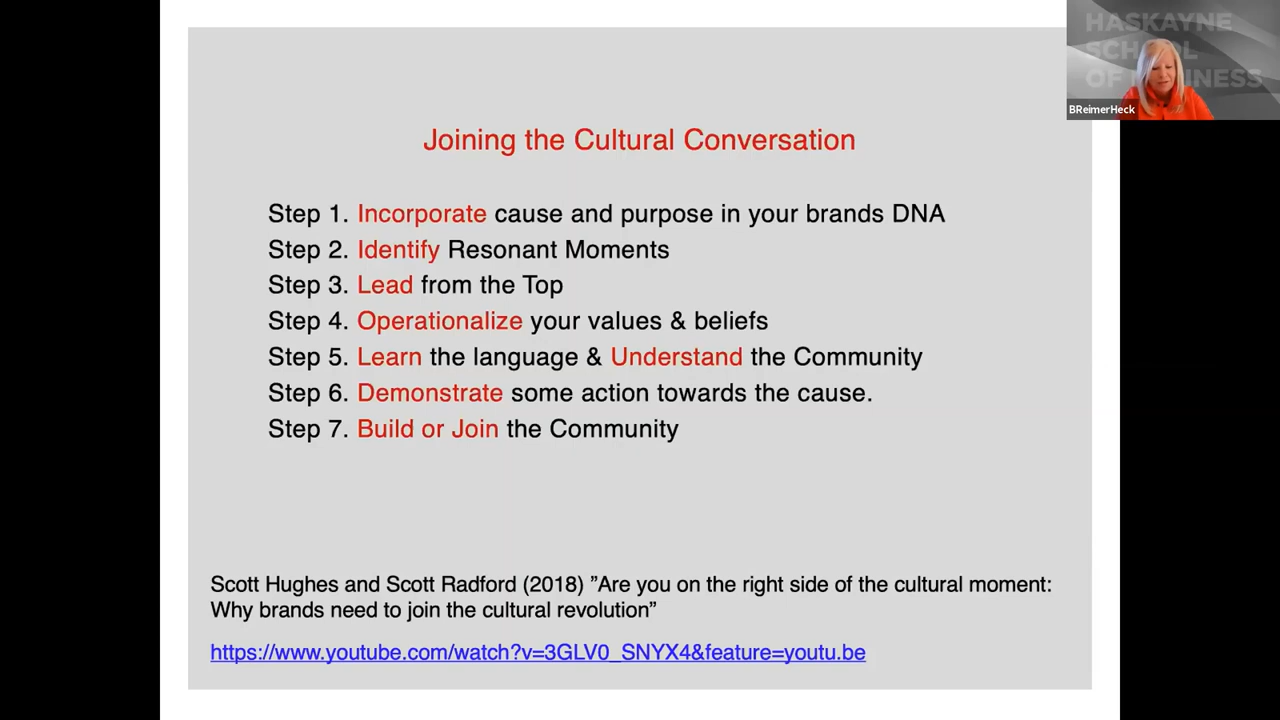 HASKAYNE
SCHOOL
OF
BReimerHeck
Joining the Cultural Conversation
Step 1. Incorporate cause and purpose in your brands DNA
Step 2. Identify Resonant Moments
Step 3. Lead from the Top
Step 4. Operationalize your values & beliefs
Step 5. Learn the language & Understand the Community
Step 6. Demonstrate some action towards the cause.
Step 7. Build or Join the Community
Scott Hughes and Scott Radford (2018) ”Are you on the right side of the cultural moment:
Why brands need to join the cultural revolution”
https://www.youtube.com/watch?v=3GLV0_SNYX4&feature=youtu.be